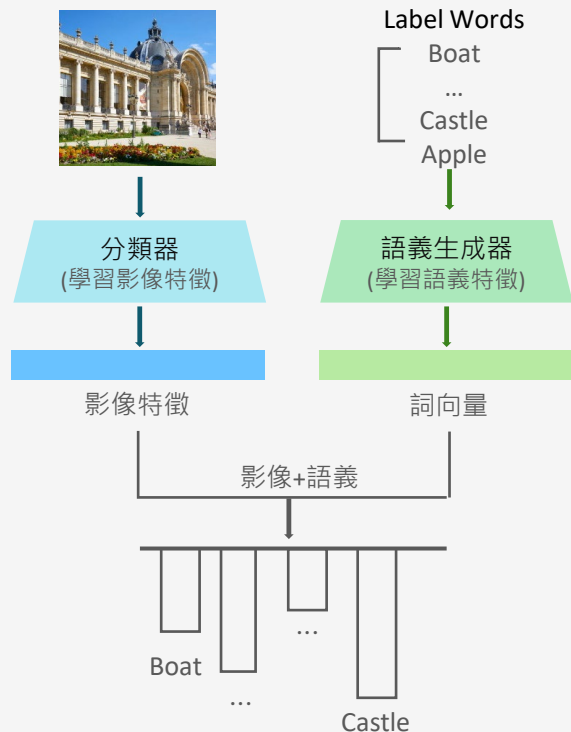 Label Words
Boat
...
Castle
Apple
分類器
(學習影像特徵)
語義生成器
(學習語義特徵)
影像特徵
詞向量
影像+語義
...
Boat
...
Castle